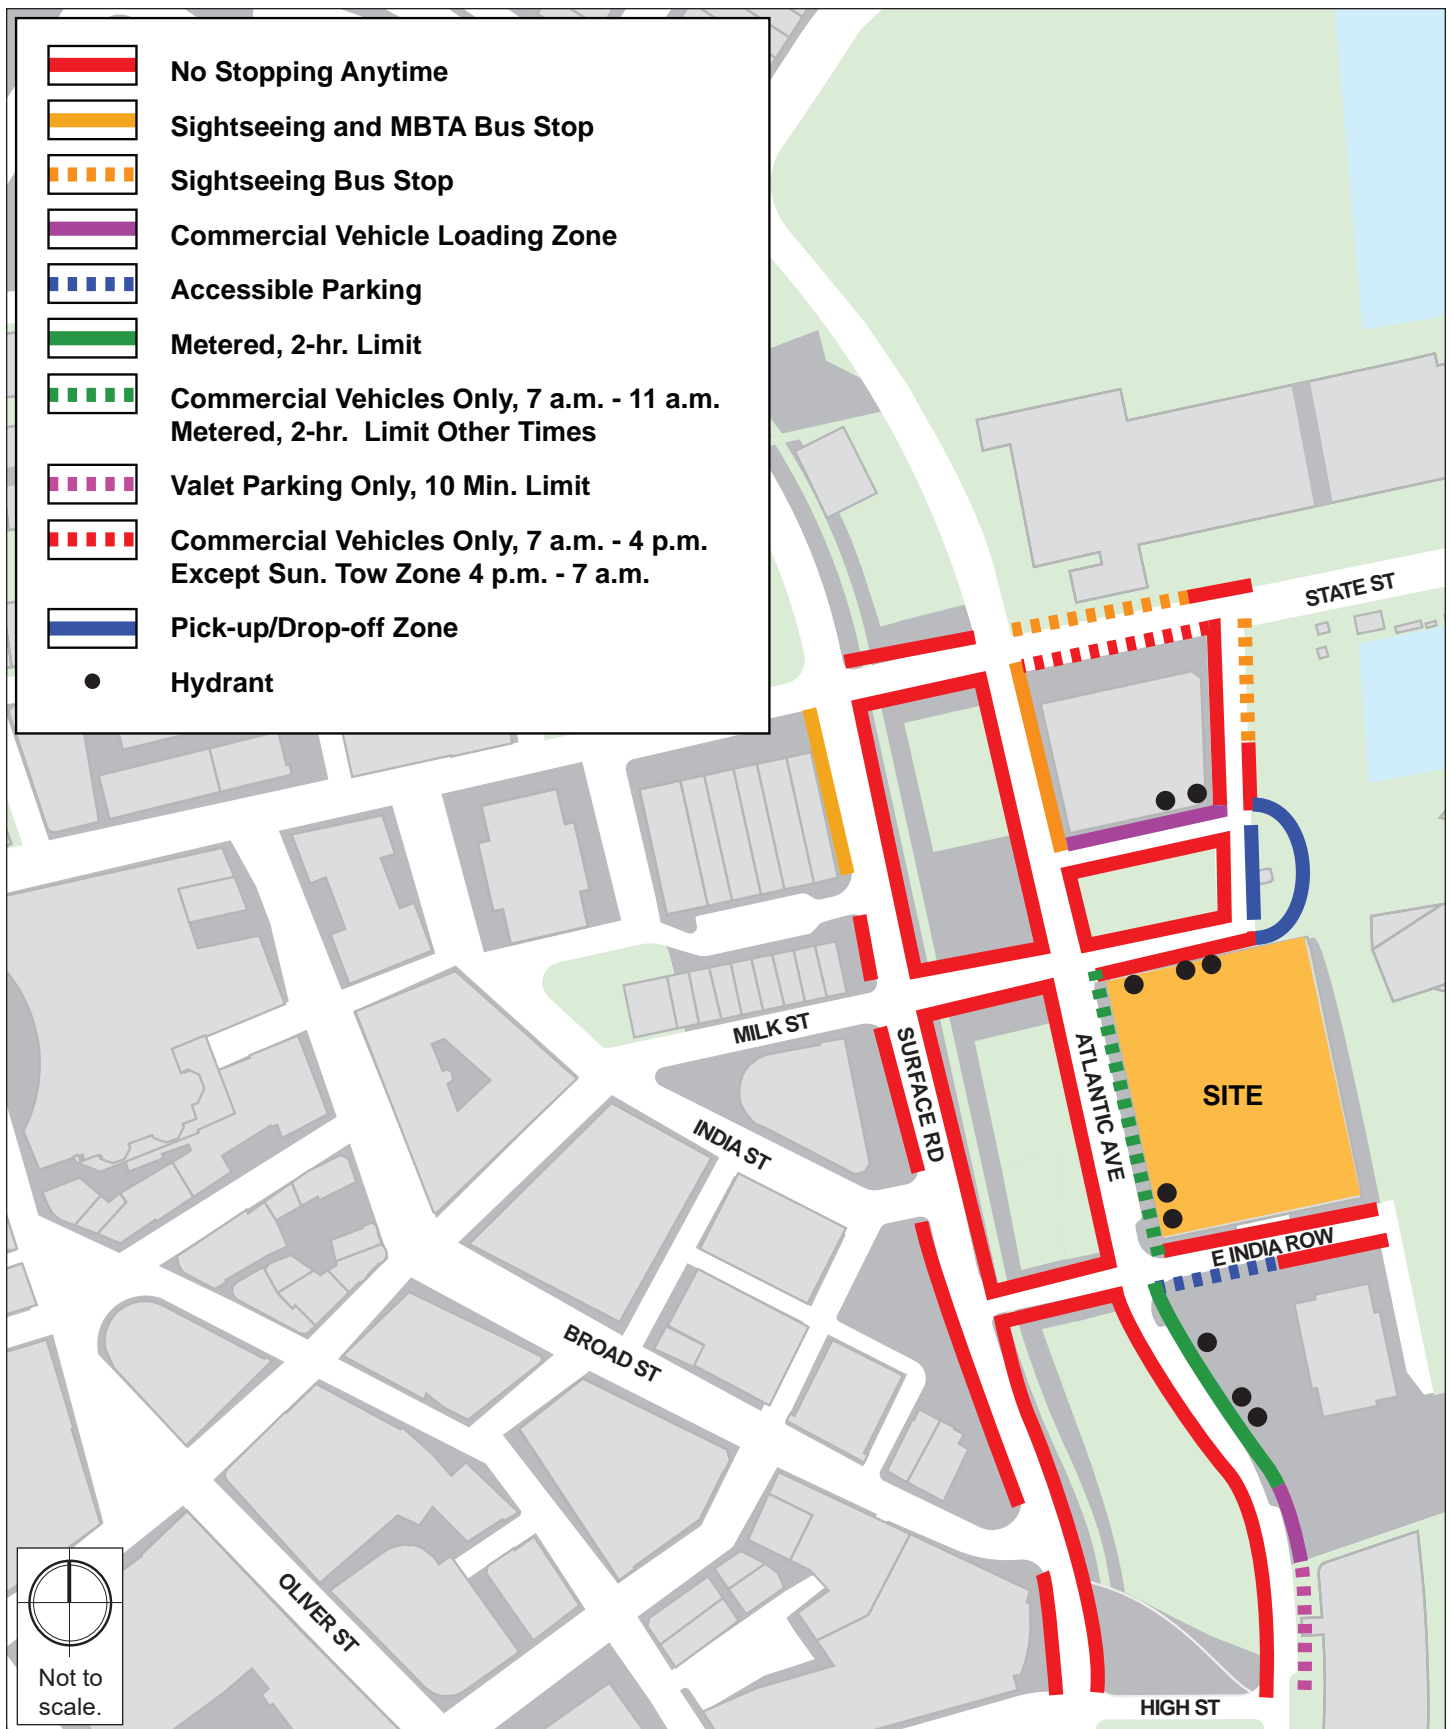 No Stopping Anytime
Sightseeing and MBTA Bus Stop
Sightseeing Bus Stop
Commercial Vehicle Loading Zone
Accessible Parking
Metered, 2-hr. Limit
Commercial Vehicles Only, 7 a.m. - 11 a.m.
Metered, 2-hr. Limit Other Times
Valet Parking Only, 10 Min. Limit
Commercial Vehicles Only, 7 a.m. - 4 p.m.
Except Sun. Tow Zone 4 p.m. - 7 a.m.
Pick-up/Drop-off Zone
Hydrant
STATE ST
MILK ST
SURFACE RD
ATLANTIC AVE
SITE
INDIA ST
E INDIA ROW
BROAD ST
OLIVER ST
HIGH ST
Not to
scale.